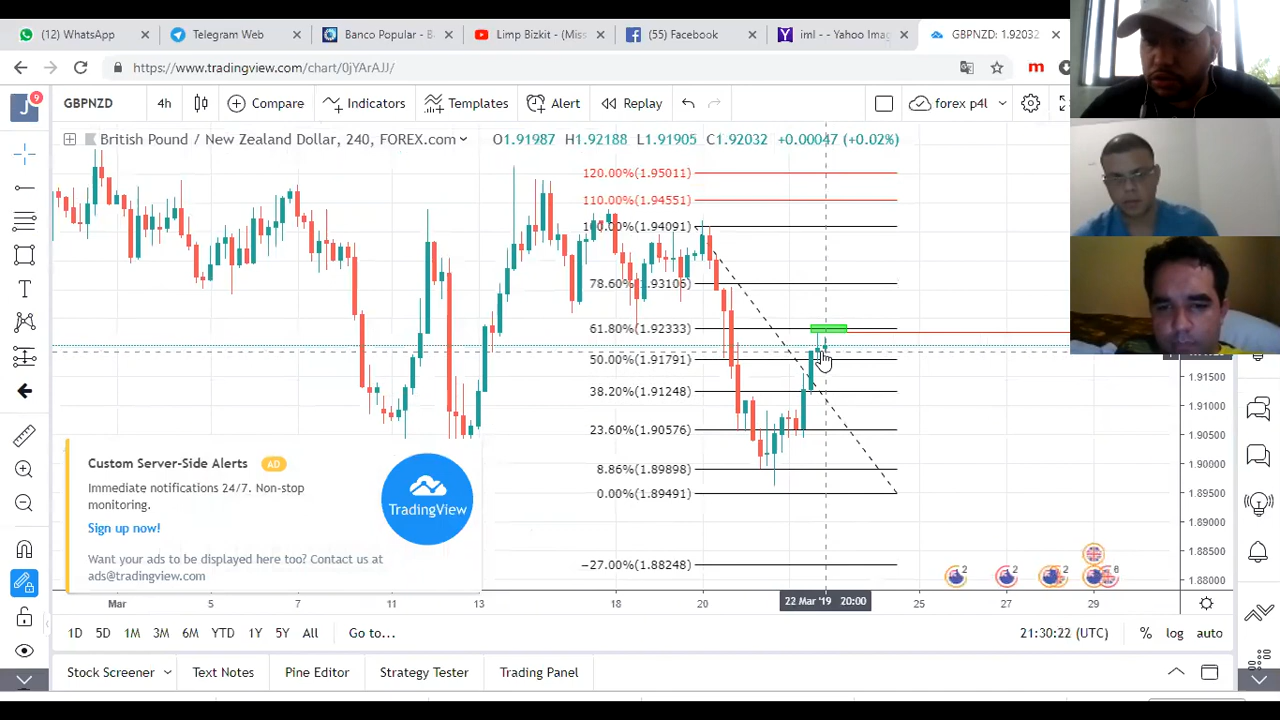 (12) WhatsApp
Telegram Web
Banco Popular -
Limp Bizkit - (Miss
(55) Facebook
iml - - Yahoo Imag
GBPNZD: 1.92032
https://www.tradingview.com/chart/0jYArAJJ/
m
J
9
GBPNZD
4h
Compare
Indicators
Templates
Alert
Replay
forex p4l
British Pound / New Zealand Dollar, 240, FOREX.com
O1.91987 H1.92188 L1.91905 C1.92032 +0.00047 (+0.02%)
120.00%(1.95011)
110.00%(1.94551)
100.00%(1.94091)
78.60%(1.93106)
61.80%(1.92333)
50.00%(1.91791)
38.20%(1.91248)
23.60%(1.90576)
8.86%(1.89898)
0.00%(1.89491)
−27.00%(1.88248)
1.91500
1.91000
1.90500
1.90000
1.89500
1.89000
1.88500
1.88000
Custom Server-Side Alerts AD
Immediate notifications 24/7. Non-stop
monitoring.
Sign up now!
Want your ads to be displayed here too? Contact us at
ads@tradingview.com
TradingView
2
2
2
6
Mar
5
7
11
13
18
20
22 Mar '19 20:00
25
27
29
1D
5D
1M
3M
6M
YTD
1Y
5Y
All
Go to...
21:30:22 (UTC)
%
log
auto
Stock Screener
Text Notes
Pine Editor
Strategy Tester
Trading Panel